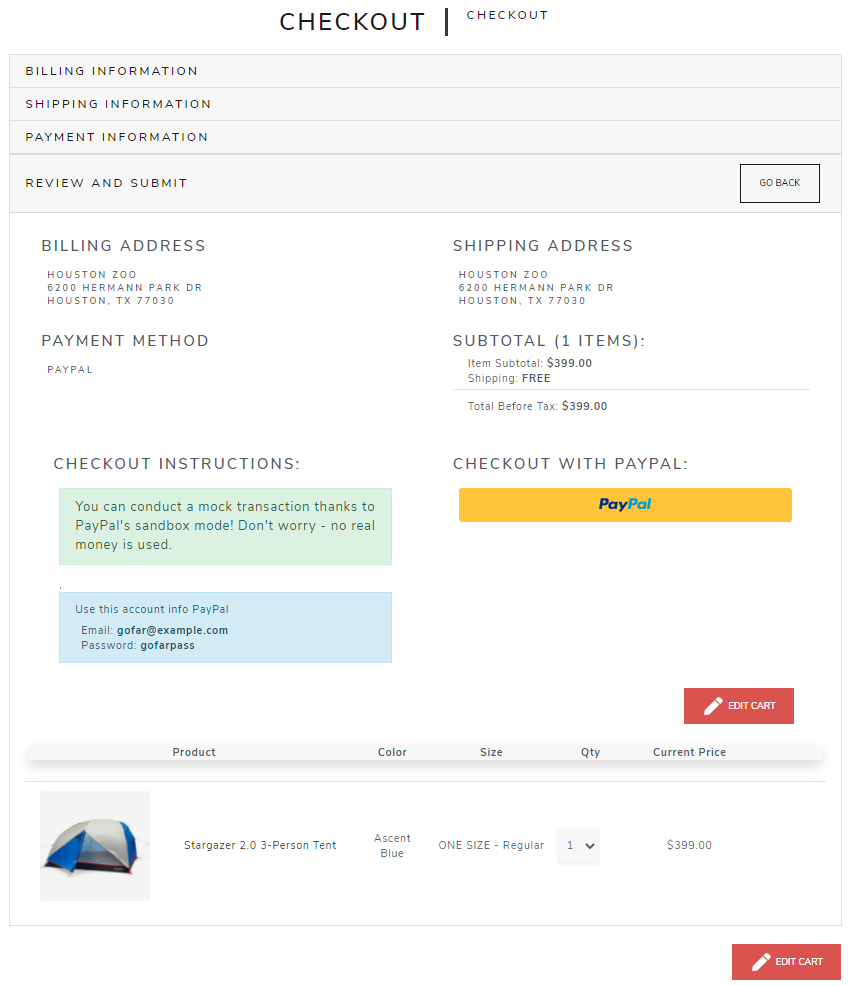 CHECKOUT
CHECKOUT
BILLING INFORMATION
SHIPPING INFORMATION
PAYMENT INFORMATION
REVIEW AND SUBMIT
GO BACK
BILLING ADDRESS
HOUSTON ZOO
6200 HERMANN PARK DR
HOUSTON, TX 77030
SHIPPING ADDRESS
HOUSTON ZOO
6200 HERMANN PARK DR
HOUSTON, TX 77030
PAYMENT METHOD
PAYPAL
SUBTOTAL (1 ITEMS):
Item Subtotal: $399.00
Shipping: FREE
Total Before Tax: $399.00
CHECKOUT INSTRUCTIONS:
You can conduct a mock transaction thanks to
PayPal's sandbox mode! Don't worry - no real
money is used.
.
Use this account info PayPal
Email: gofar@example.com
Password: gofarpass
CHECKOUT WITH PAYPAL:
PayPal
EDIT CART
Product Color Size Qty Current Price
Stargazer 2.0 3-Person Tent
Ascent
Blue
ONE SIZE - Regular
1
$399.00
EDIT CART